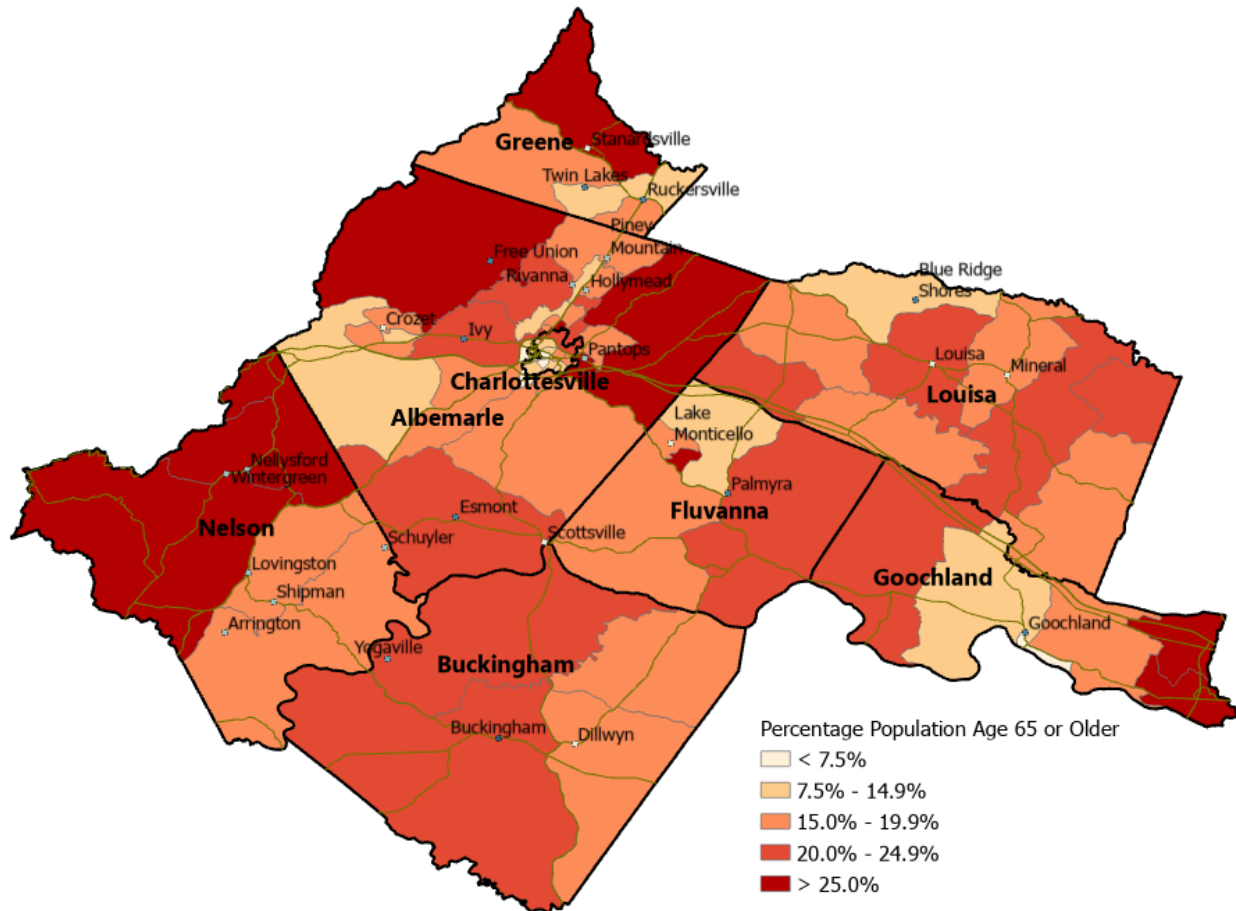 Stanardsville
Greene
Twin Lakes
Ruckersville
Piney
Mountain
Free Union
Rivanna
Hollymead
Blue Ridge
Shores
Crozet
Ivy
Pantops
Louisa
Mineral
Charlottesville
Louisa
Albemarle
Lake
Monticello
Nellysford
Wintergreen
Palmyra
Esmont
Fluvanna
Nelson
Schuyler
Scottsville
Lovingston
Goochland
Shipman
Arrington
Goochland
Yogaville
Buckingham
Buckingham
Dillwyn
Percentage Population Age 65 or Older
< 7.5%
7.5% - 14.9%
15.0% - 19.9%
20.0% - 24.9%
> 25.0%